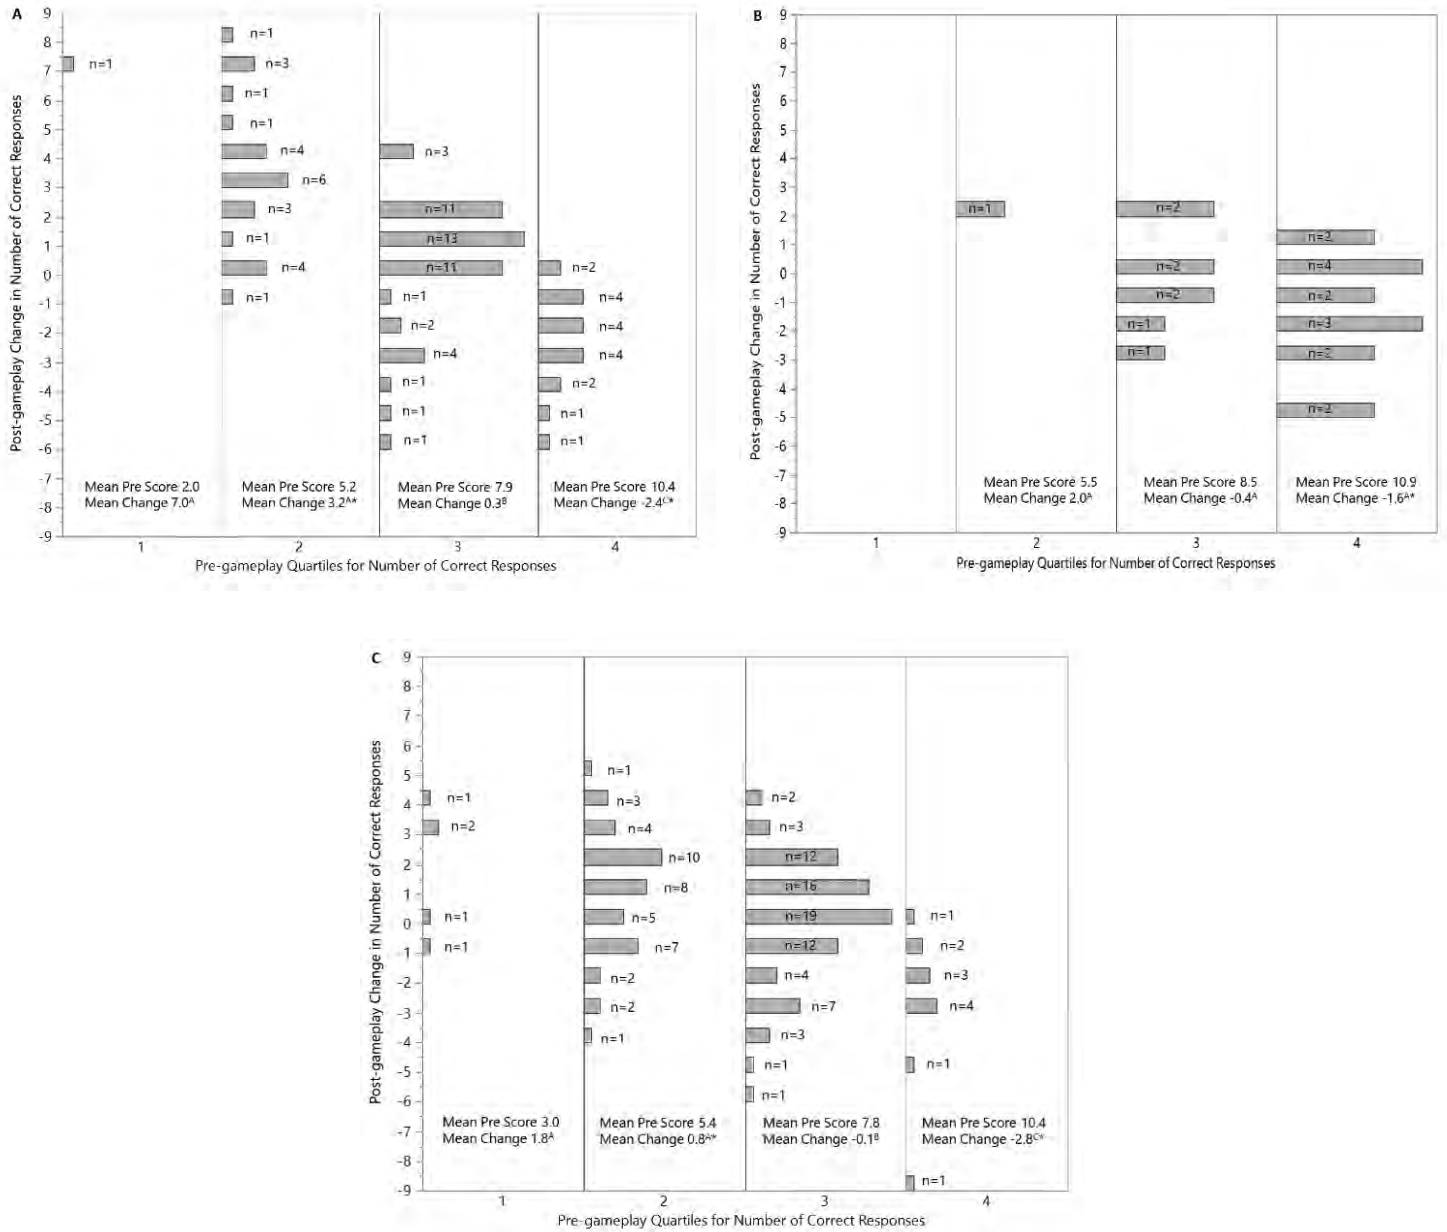 A
9
8
7
6
5
4
3
2
1
0
-1
-2
-3
-4
-5
-6
-7
-8
-9
Post-gameplay Change in Number of Correct Responses
n=1
n=1
n=3
n=1
n=1
n=4
n=6
n=3
n=1
n=4
n=1
n=3
n=11
n=13
n=11
n=1
n=2
n=4
n=1
n=1
n=1
n=2
n=4
n=4
n=4
n=2
n=1
n=1
Mean Pre Score 2.0
Mean Change 7.0ᴬ
Mean Pre Score 5.2
Mean Change 3.2ᴬ*
Mean Pre Score 7.9
Mean Change 0.3ᴮ
Mean Pre Score 10.4
Mean Change -2.4ᶜ*
1 2 3 4
Pre-gameplay Quartiles for Number of Correct Responses
B
9
8
7
6
5
4
3
2
1
0
-1
-2
-3
-4
-5
-6
-7
-8
-9
Post-gameplay Change in Number of Correct Responses
n=1
n=2
n=2
n=2
n=1
n=1
n=2
n=4
n=2
n=3
n=2
n=2
Mean Pre Score 5.5
Mean Change 2.0ᴬ
Mean Pre Score 8.5
Mean Change -0.4ᴬ
Mean Pre Score 10.9
Mean Change -1.6ᴬ*
1 2 3 4
Pre-gameplay Quartiles for Number of Correct Responses
C
9
8
7
6
5
4
3
2
1
0
-1
-2
-3
-4
-5
-6
-7
-8
-9
Post-gameplay Change in Number of Correct Responses
n=1
n=2
n=1
n=1
n=1
n=3
n=4
n=10
n=8
n=5
n=7
n=2
n=2
n=1
n=2
n=3
n=12
n=16
n=19
n=12
n=4
n=7
n=3
n=1
n=1
n=1
n=2
n=3
n=4
n=1
n=1
Mean Pre Score 3.0
Mean Change 1.8ᴬ
Mean Pre Score 5.4
Mean Change 0.8ᴬ*
Mean Pre Score 7.8
Mean Change -0.1ᴮ
Mean Pre Score 10.4
Mean Change -2.8ᶜ*
1 2 3 4
Pre-gameplay Quartiles for Number of Correct Responses